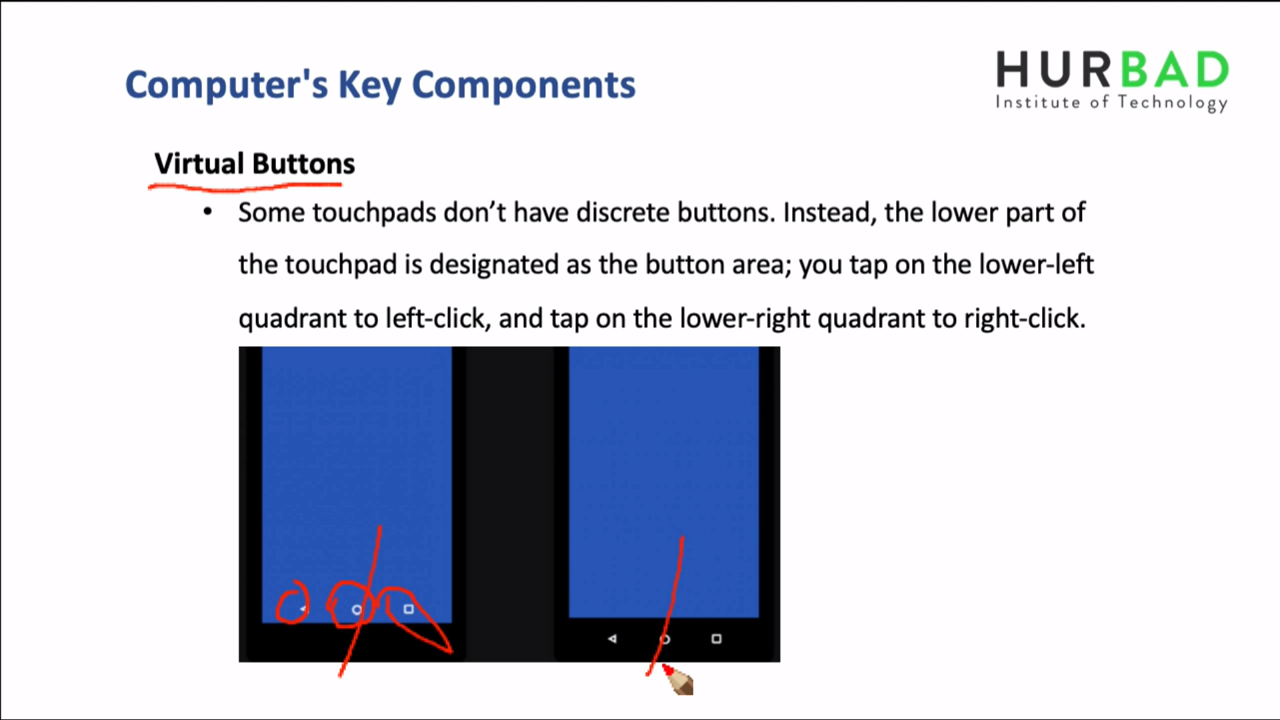 Computer's Key Components
HURBAD
Institute of Technology
Virtual Buttons
• Some touchpads don’t have discrete buttons. Instead, the lower part of
the touchpad is designated as the button area; you tap on the lower-left
quadrant to left-click, and tap on the lower-right quadrant to right-click.